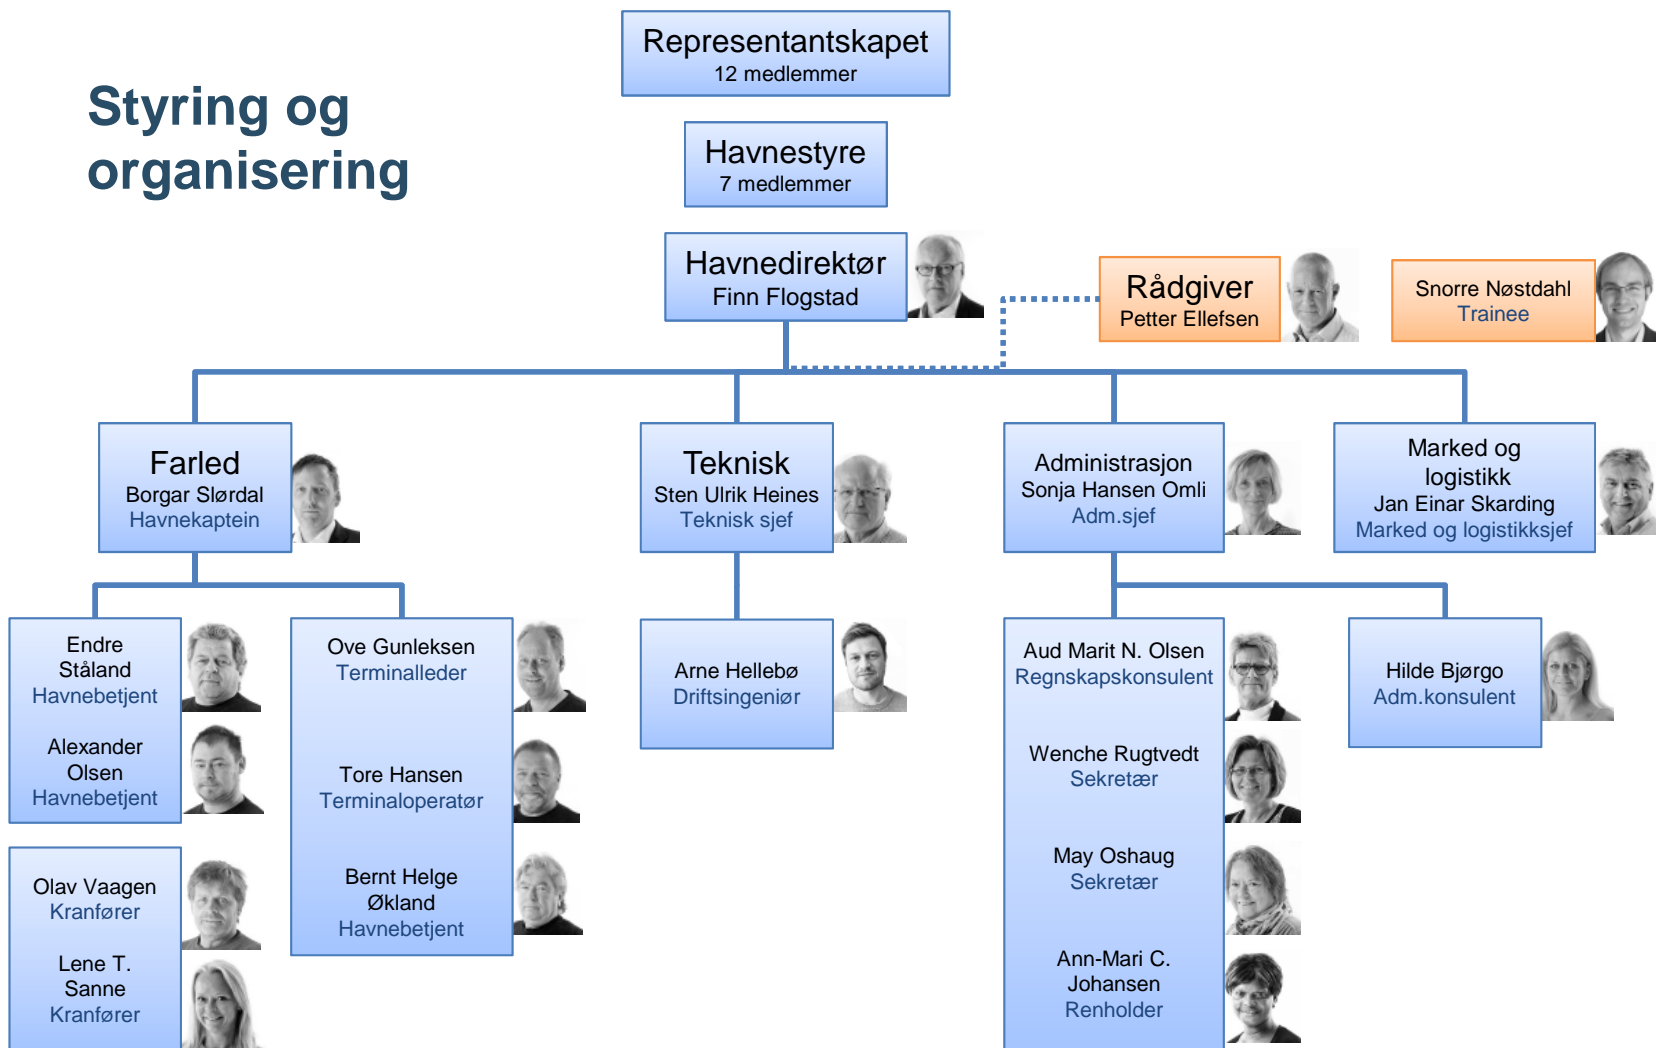 Styring og
organisering
Representantskapet
12 medlemmer
Havnestyre
7 medlemmer
Havnedirektør
Finn Flogstad
Rådgiver
Petter Ellefsen
Snorre Nøstdahl
Trainee
Farled
Borgar Slørdal
Havnekaptein
Teknisk
Sten Ulrik Heines
Teknisk sjef
Administrasjon
Sonja Hansen Omli
Adm.sjef
Marked og
logistikk
Jan Einar Skarding
Marked og logistikksjef
Endre
Ståland
Havnebetjent
Alexander
Olsen
Havnebetjent
Olav Vaagen
Kranfører
Lene T.
Sanne
Kranfører
Ove Gunleksen
Terminalleder
Tore Hansen
Terminaloperatør
Bernt Helge
Økland
Havnebetjent
Arne Hellebø
Driftsingeniør
Aud Marit N. Olsen
Regnskapskonsulent
Wenche Rugtvedt
Sekretær
May Oshaug
Sekretær
Ann-Mari C.
Johansen
Renholder
Hilde Bjørgo
Adm.konsulent